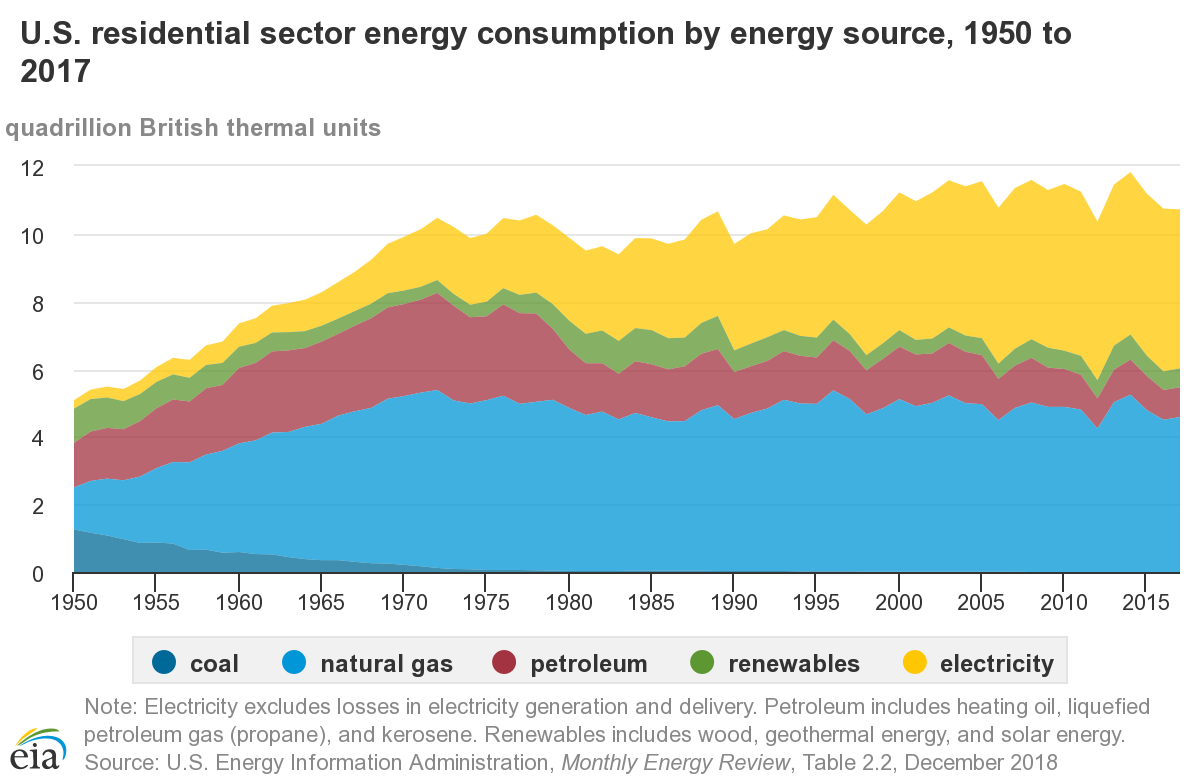 U.S. residential sector energy consumption by energy source, 1950 to
2017
quadrillion British thermal units
12
10
8
6
4
2
0
1950 1955 1960 1965 1970 1975 1980 1985 1990 1995 2000 2005 2010 2015
coal natural gas petroleum renewables electricity
Note: Electricity excludes losses in electricity generation and delivery. Petroleum includes heating oil, liquefied
petroleum gas (propane), and kerosene. Renewables includes wood, geothermal energy, and solar energy.
Source: U.S. Energy Information Administration, Monthly Energy Review, Table 2.2, December 2018
eia